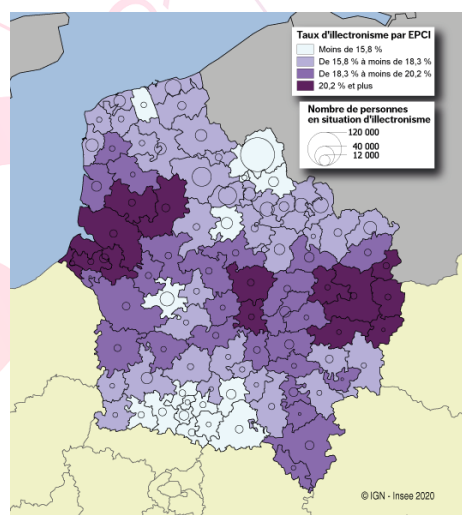 Taux d'illectronisme par EPCI
Moins de 15,8 %
De 15,8 % à moins de 18,3 %
De 18,3 % à moins de 20,2 %
20,2 % et plus
Nombre de personnes
en situation d'illectronisme
120 000
40 000
12 000
© IGN - Insee 2020